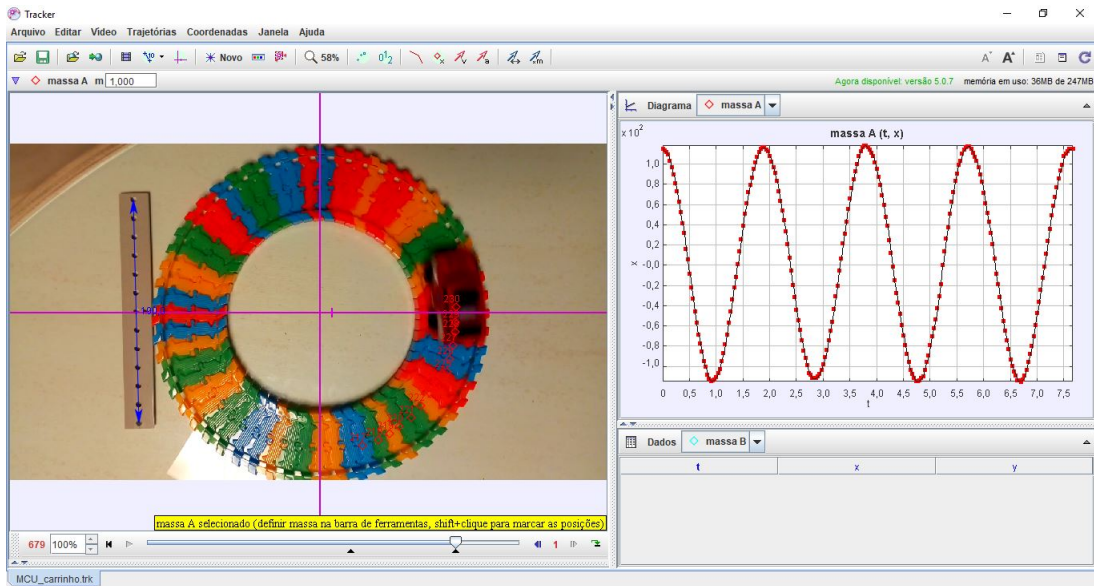 Tracker
Arquivo Editar Vídeo Trajetórias Coordenadas Janela Ajuda
Novo 58%
massa A m 1,000 Agora disponível: versão 5.0.7 memória em uso: 36MB de 247MB
Diagrama massa A
x 10²
massa A (t, x)
1,0
0,8
0,6
0,4
0,2
-0,0
-0,2
-0,4
-0,6
-0,8
-1,0
x
0 0,5 1,0 1,5 2,0 2,5 3,0 3,5 4,0 4,5 5,0 5,5 6,0 6,5 7,0 7,5
t
230
Dados massa B
t x y
massa A selecionado (definir massa na barra de ferramentas, shift+clique para marcar as posições)
679 100% 1
MCU_carrinho.trk